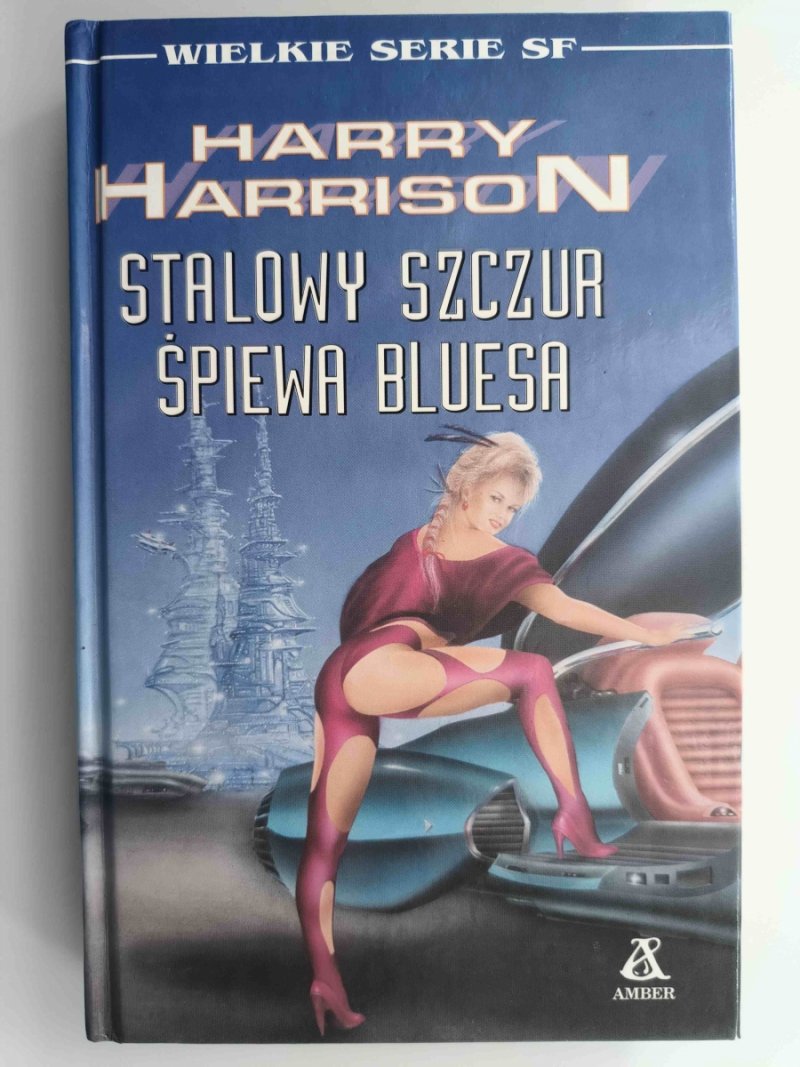 WIELKIE SERIE SF
HARRY
HARRISON
STALOWY SZCZUR
ŚPIEWA BLUESA
AMBER